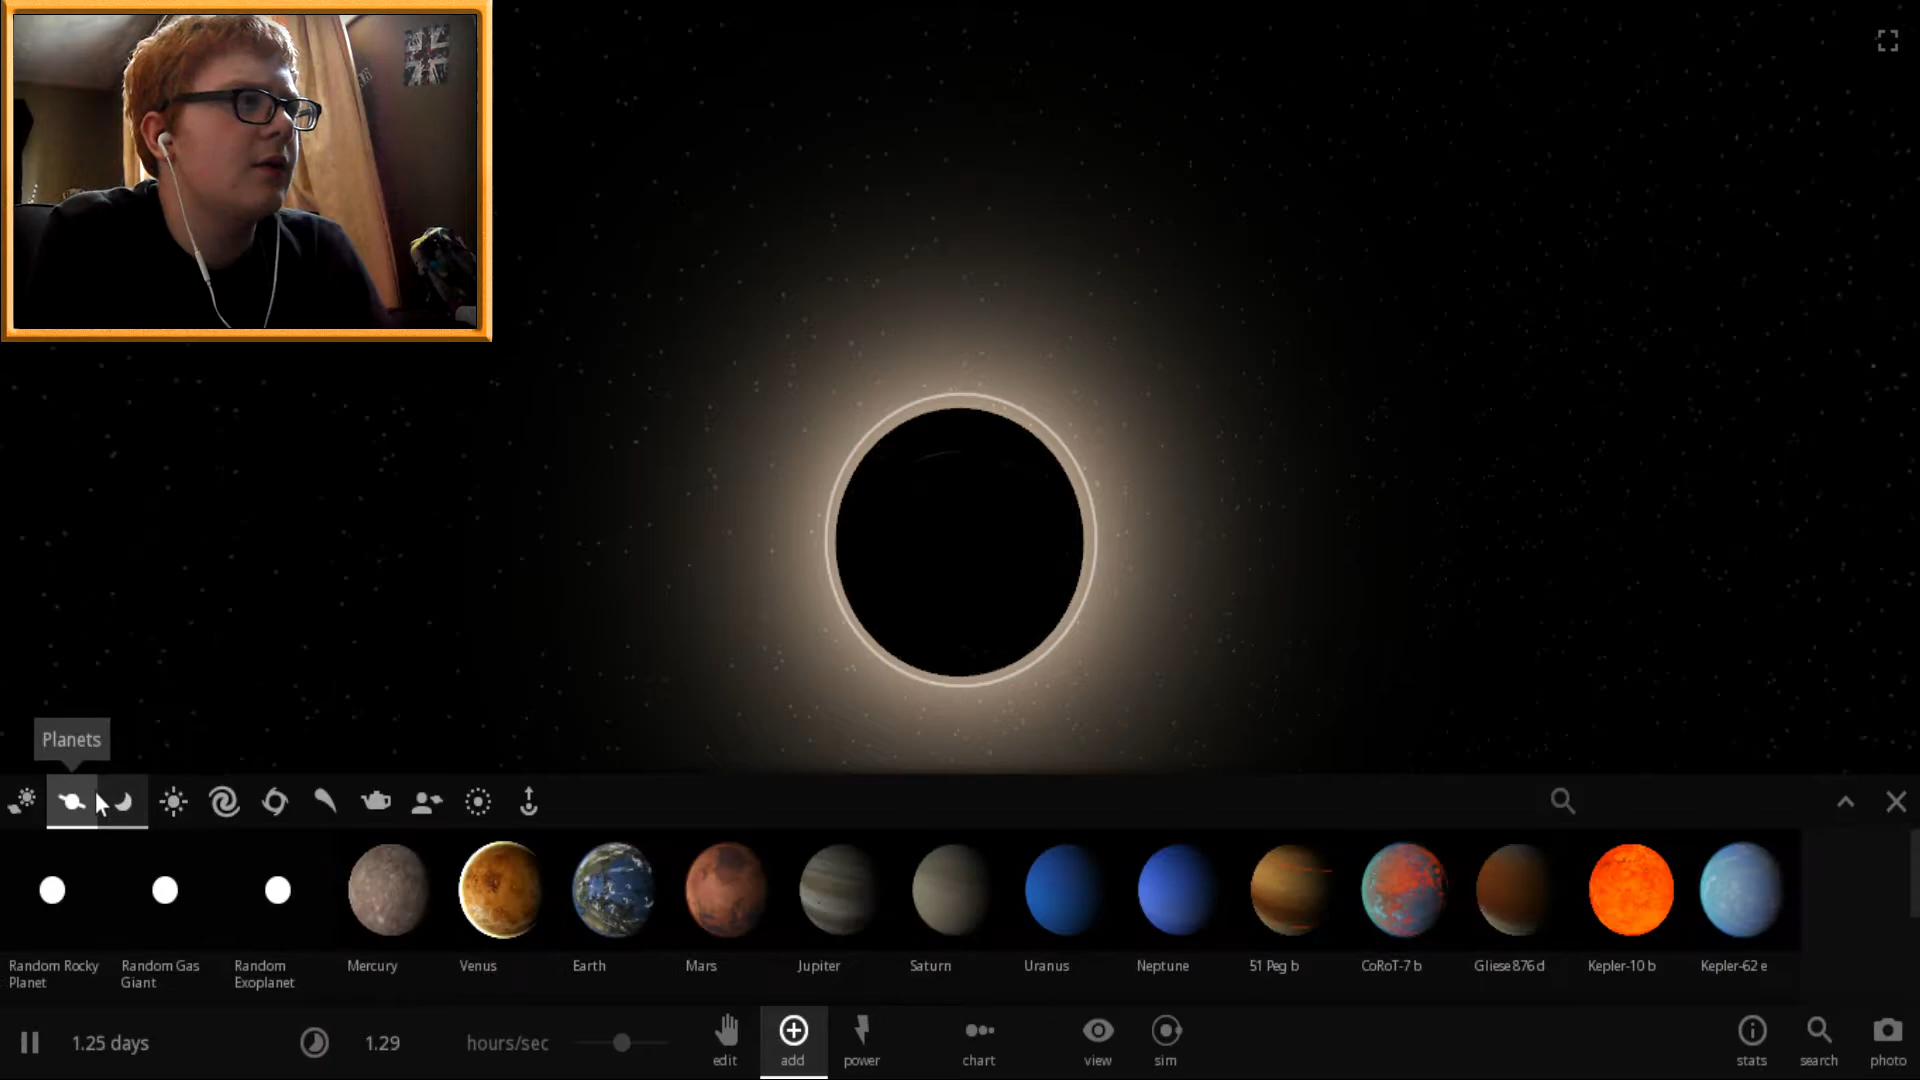 Planets
Random Rocky Planet
Random Gas Giant
Random Exoplanet
Mercury
Venus
Earth
Mars
Jupiter
Saturn
Uranus
Neptune
51 Peg b
CoRoT-7 b
Gliese 876 d
Kepler-10 b
Kepler-62 e
1.25 days
1.29
hours/sec
edit
add
power
chart
view
sim
stats
search
photo